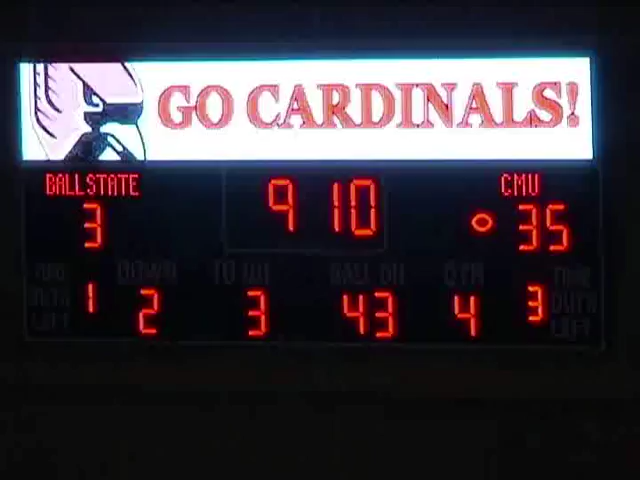 GO CARDINALS!
BALLSTATE 9 10 CMU
3 35
DOWN TO GO BALL ON QTR
1 2 3 43 4 3